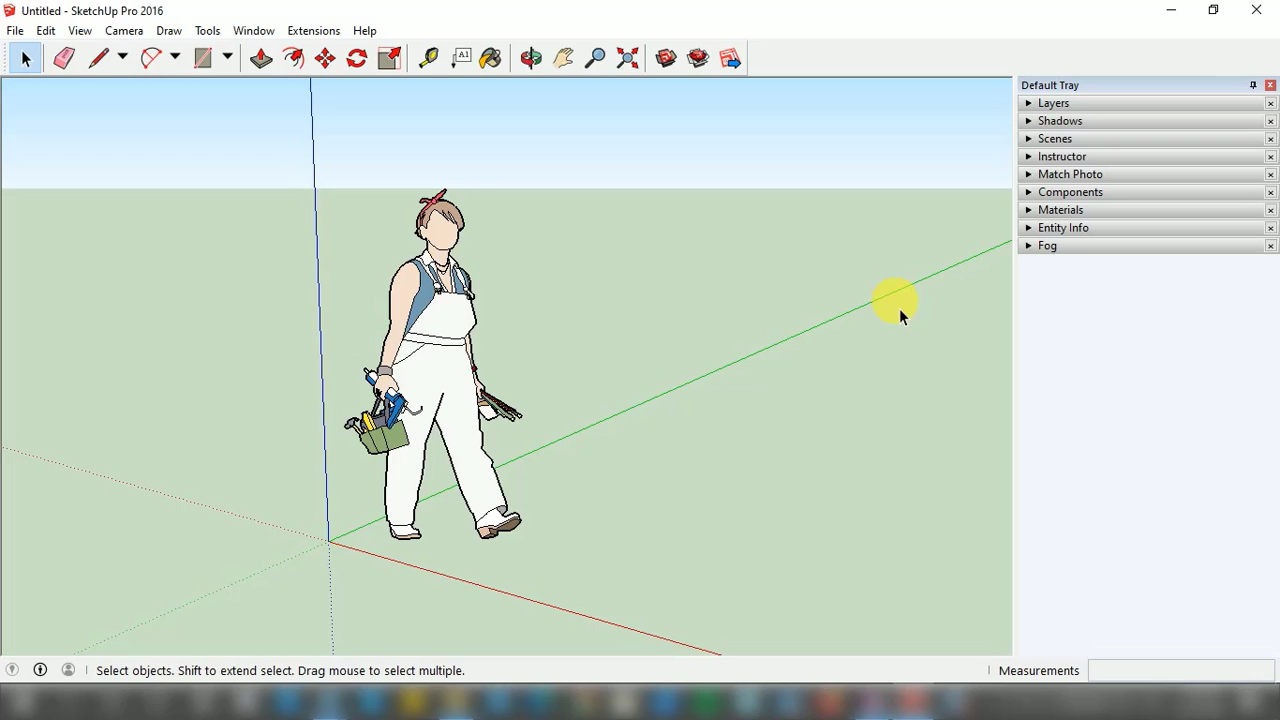 Untitled - SketchUp Pro 2016
File Edit View Camera Draw Tools Window Extensions Help
A1
Default Tray
Layers
Shadows
Scenes
Instructor
Match Photo
Components
Materials
Entity Info
Fog
Select objects. Shift to extend select. Drag mouse to select multiple.
Measurements